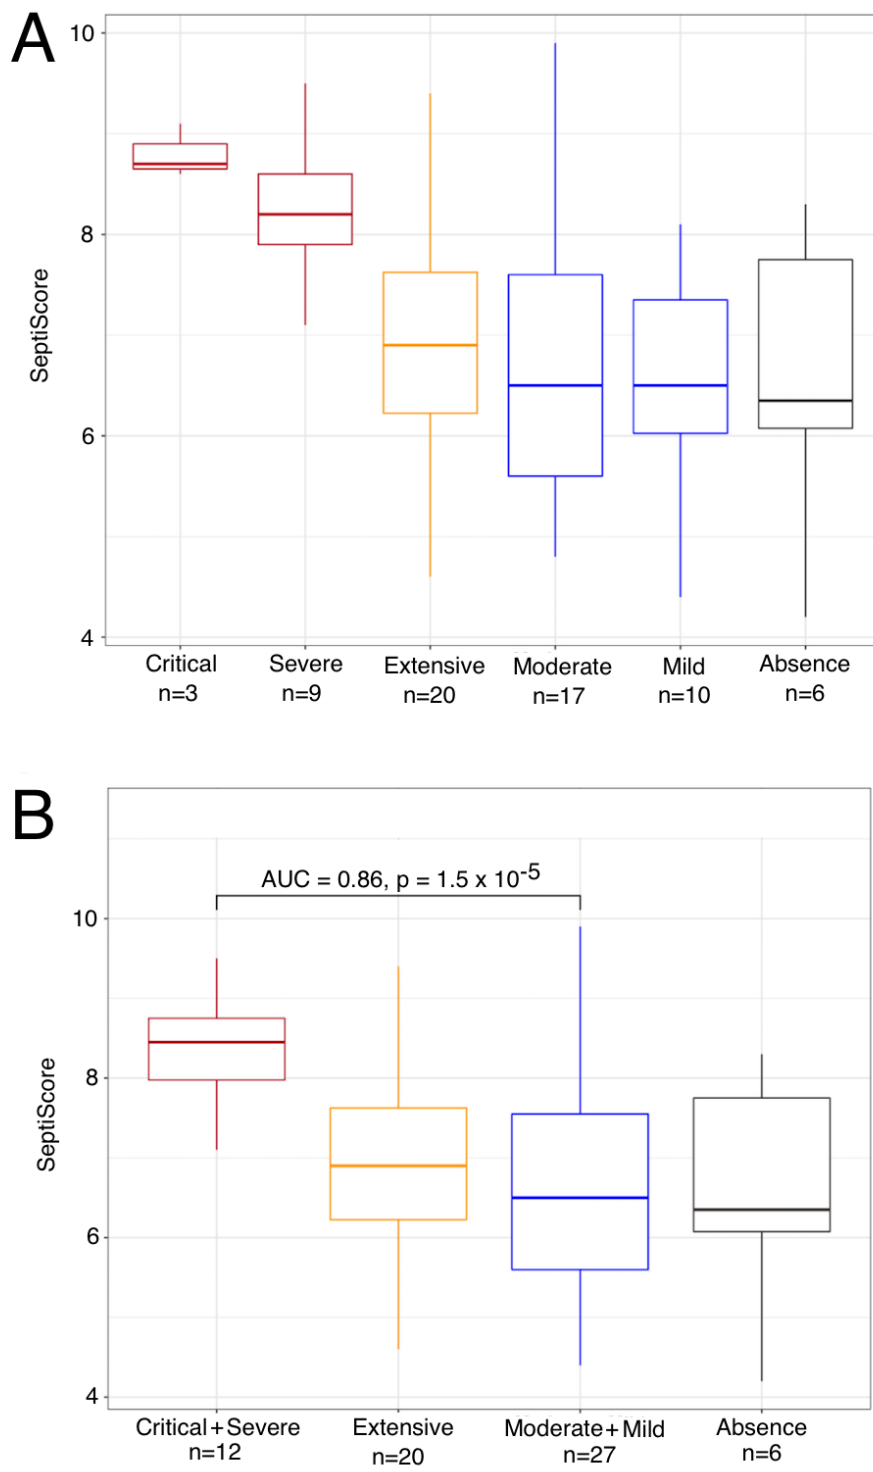 A
10
8
6
4
SeptiScore
Critical Severe Extensive Moderate Mild Absence
n=3 n=9 n=20 n=17 n=10 n=6
B
AUC = 0.86, p = 1.5 x 10-5
10
8
6
4
SeptiScore
Critical+Severe Extensive Moderate+Mild Absence
n=12 n=20 n=27 n=6